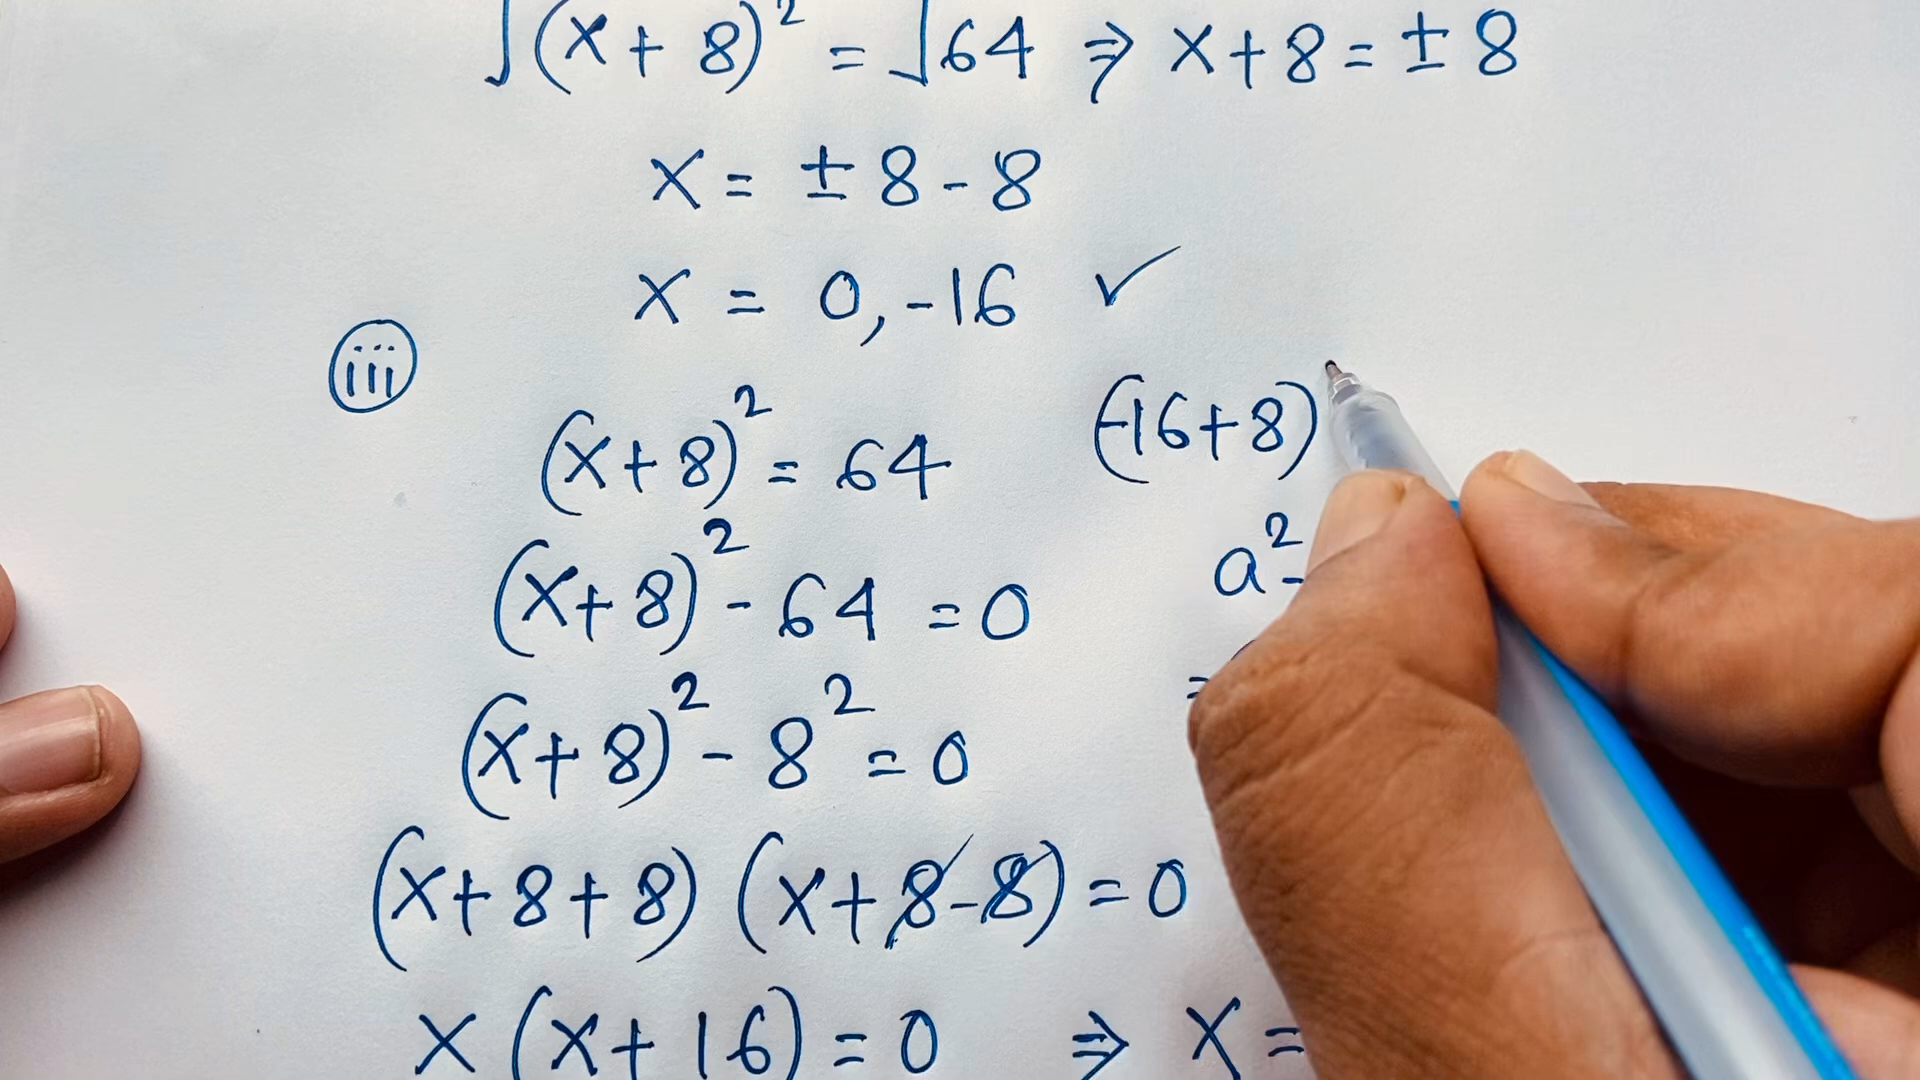 √(x+8)² = √64 ⇒ x+8 = ±8
x = ±8-8
x = 0, -16 ✓
(iii)
(x+8)² = 64 (-16+8)
(x+8)² - 64 = 0 a² -
(x+8)² - 8² = 0 =
(x+8+8) (x+8-8) = 0
x(x+16) = 0 ⇒ x =